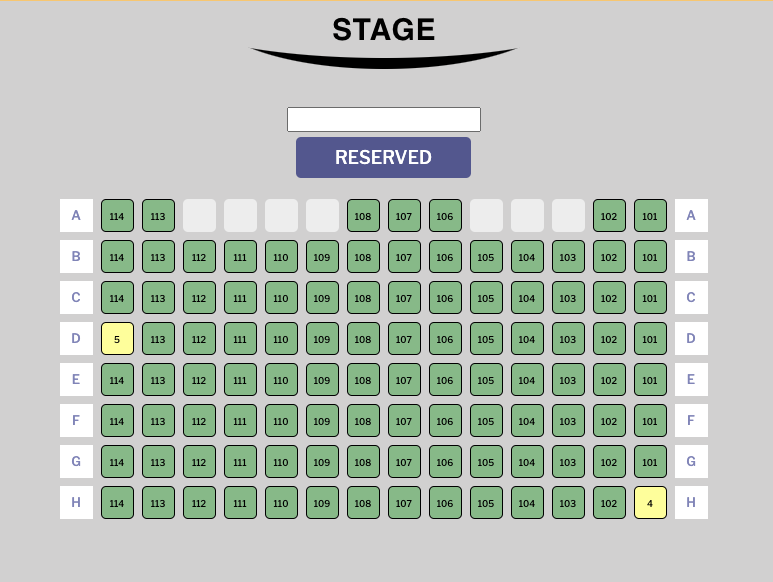 STAGE
RESERVED
A 114 113 108 107 106 102 101 A
B 114 113 112 111 110 109 108 107 106 105 104 103 102 101 B
C 114 113 112 111 110 109 108 107 106 105 104 103 102 101 C
D 5 113 112 111 110 109 108 107 106 105 104 103 102 101 D
E 114 113 112 111 110 109 108 107 106 105 104 103 102 101 E
F 114 113 112 111 110 109 108 107 106 105 104 103 102 101 F
G 114 113 112 111 110 109 108 107 106 105 104 103 102 101 G
H 114 113 112 111 110 109 108 107 106 105 104 103 102 4 H